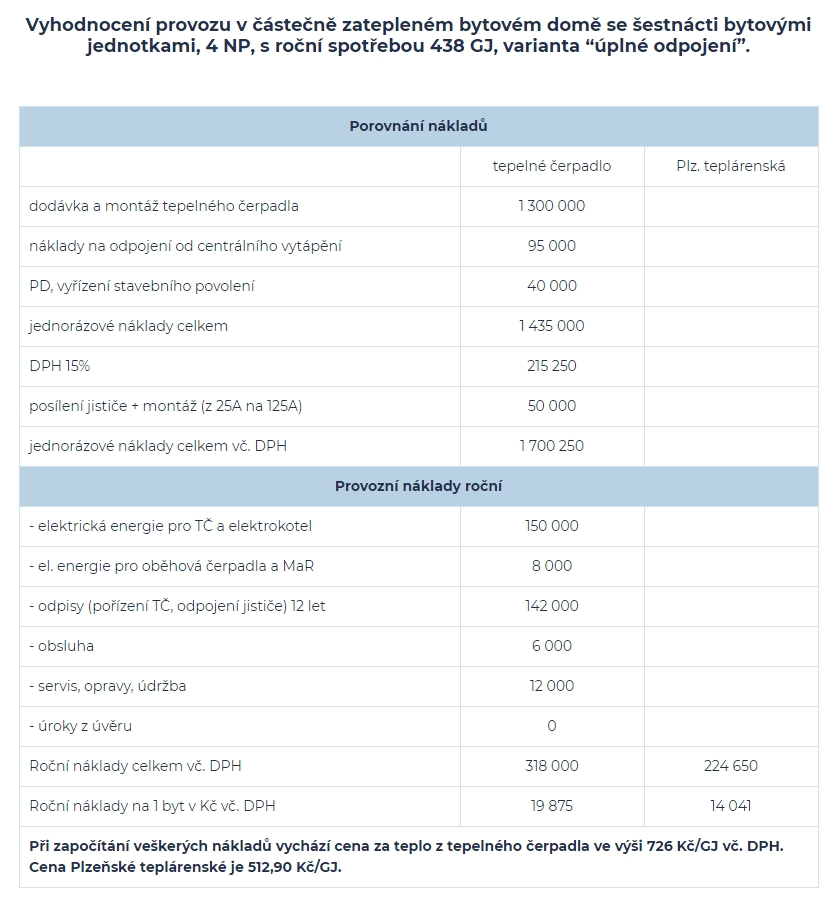 Vyhodnocení provozu v částečně zatepleném bytovém domě se šestnácti bytovými
jednotkami, 4 NP, s roční spotřebou 438 GJ, varianta “úplné odpojení”.
Porovnání nákladů
tepelné čerpadlo Plz. teplárenská
dodávka a montáž tepelného čerpadla 1 300 000
náklady na odpojení od centrálního vytápění 95 000
PD, vyřízení stavebního povolení 40 000
jednorázové náklady celkem 1 435 000
DPH 15% 215 250
posílení jističe + montáž (z 25A na 125A) 50 000
jednorázové náklady celkem vč. DPH 1 700 250
Provozní náklady roční
- elektrická energie pro TČ a elektrokotel 150 000
- el. energie pro oběhová čerpadla a MaR 8 000
- odpisy (pořízení TČ, odpojení jističe) 12 let 142 000
- obsluha 6 000
- servis, opravy, údržba 12 000
- úroky z úvěru 0
Roční náklady celkem vč. DPH 318 000 224 650
Roční náklady na 1 byt v Kč vč. DPH 19 875 14 041
Při započítání veškerých nákladů vychází cena za teplo z tepelného čerpadla ve výši 726 Kč/GJ vč. DPH.
Cena Plzeňské teplárenské je 512,90 Kč/GJ.